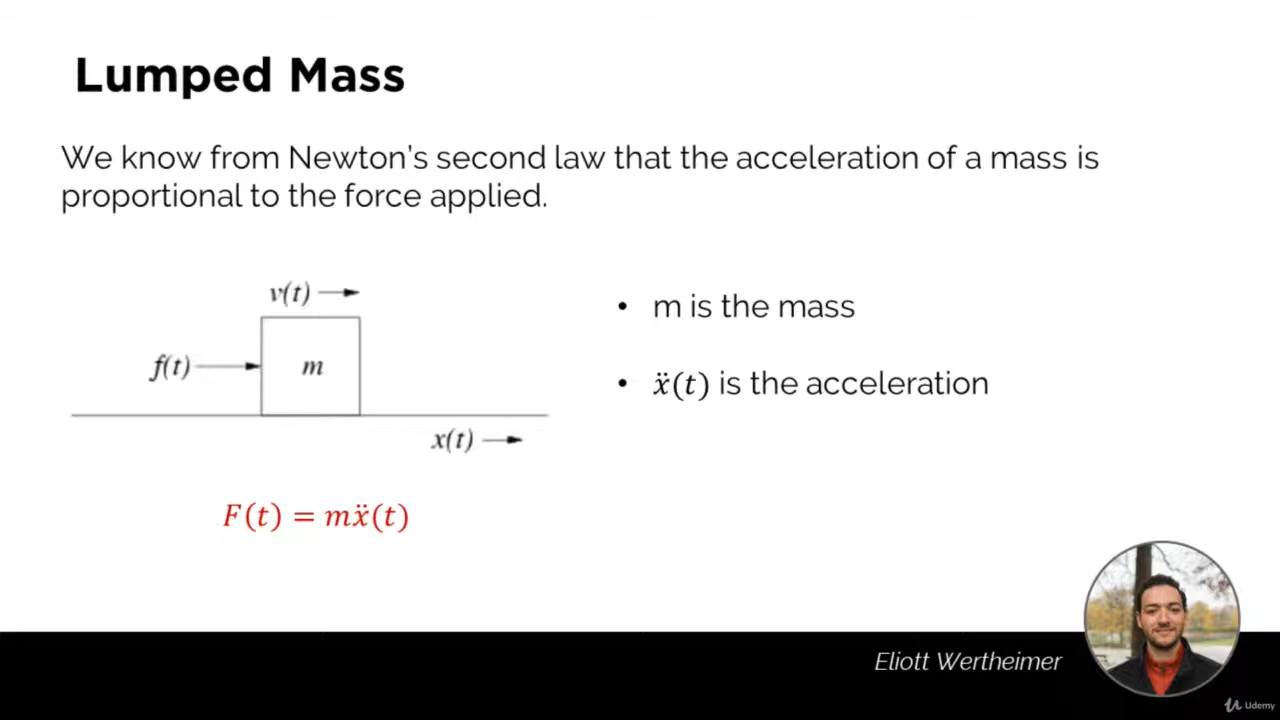 Lumped Mass
We know from Newton's second law that the acceleration of a mass is
proportional to the force applied.
v(t)
f(t)
m
x(t)
F(t) = mẍ(t)
• m is the mass
• ẍ(t) is the acceleration
Eliott Wertheimer
Udemy